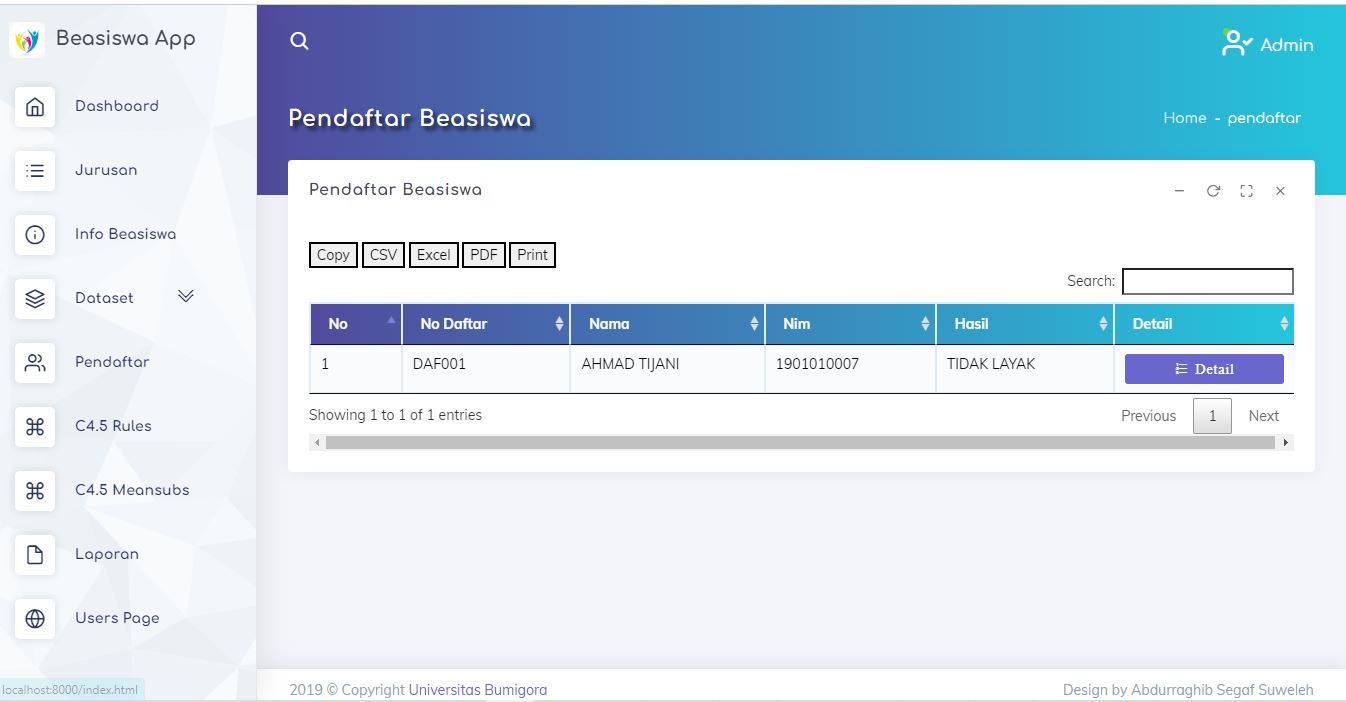 Beasiswa App
Admin
Dashboard
Pendaftar Beasiswa
Home - pendaftar
Jurusan
Pendaftar Beasiswa
Info Beasiswa
Copy CSV Excel PDF Print
Search:
Dataset
No No Daftar Nama Nim Hasil Detail
Pendaftar
1 DAF001 AHMAD TIJANI 1901010007 TIDAK LAYAK Detail
Showing 1 to 1 of 1 entries
Previous 1 Next
C4.5 Rules
C4.5 Meansubs
Laporan
Users Page
localhost:8000/index.html
2019 © Copyright Universitas Bumigora
Design by Abdurraghib Segaf Suweleh